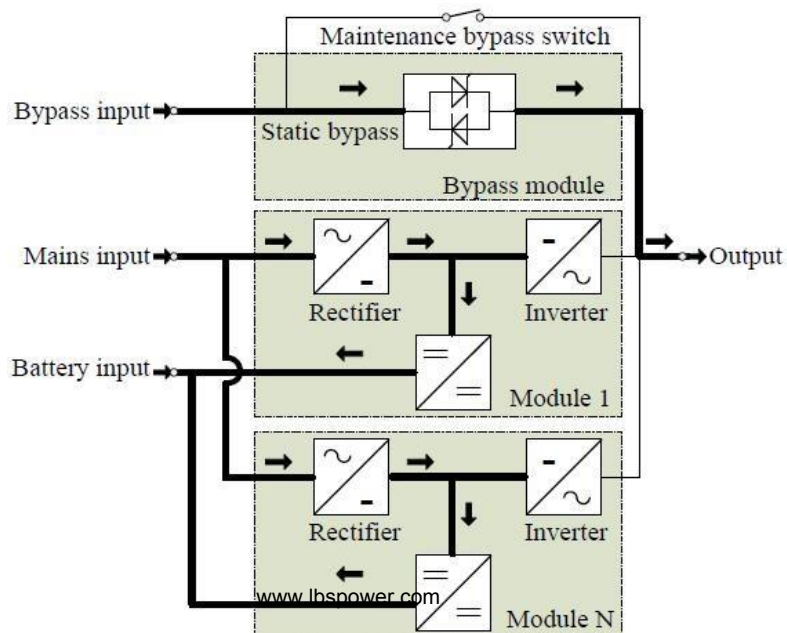 Maintenance bypass switch
Bypass input
Static bypass
Bypass module
Mains input
Output
Rectifier
Inverter
Battery input
Module 1
Rectifier
Inverter
www.lbspower.com
Module N